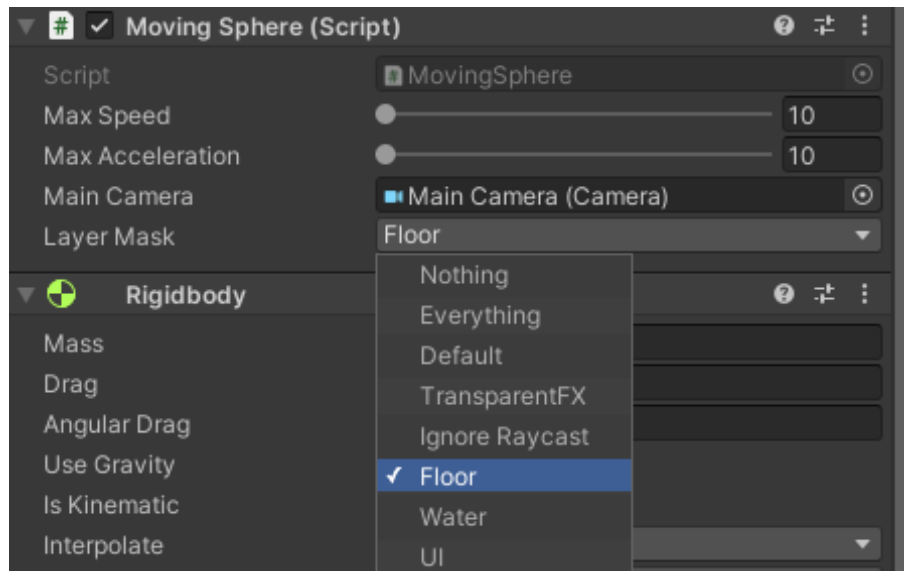 # Moving Sphere (Script)
Script # MovingSphere
Max Speed 10
Max Acceleration 10
Main Camera Main Camera (Camera)
Layer Mask Floor
Nothing
Rigidbody
Everything
Mass
Default
Drag
TransparentFX
Angular Drag
Ignore Raycast
Use Gravity
✓ Floor
Is Kinematic
Water
Interpolate
UI